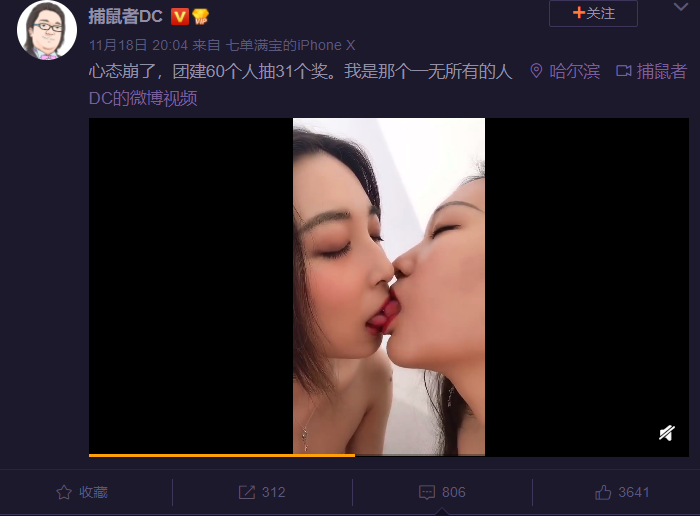 捕鼠者DC V
+关注
11月18日 20:04 来自 七单满宝的iPhone X
心态崩了，团建60个人抽31个奖。我是那个一无所有的人 哈尔滨 捕鼠者
DC的微博视频
收藏 312 806 3641